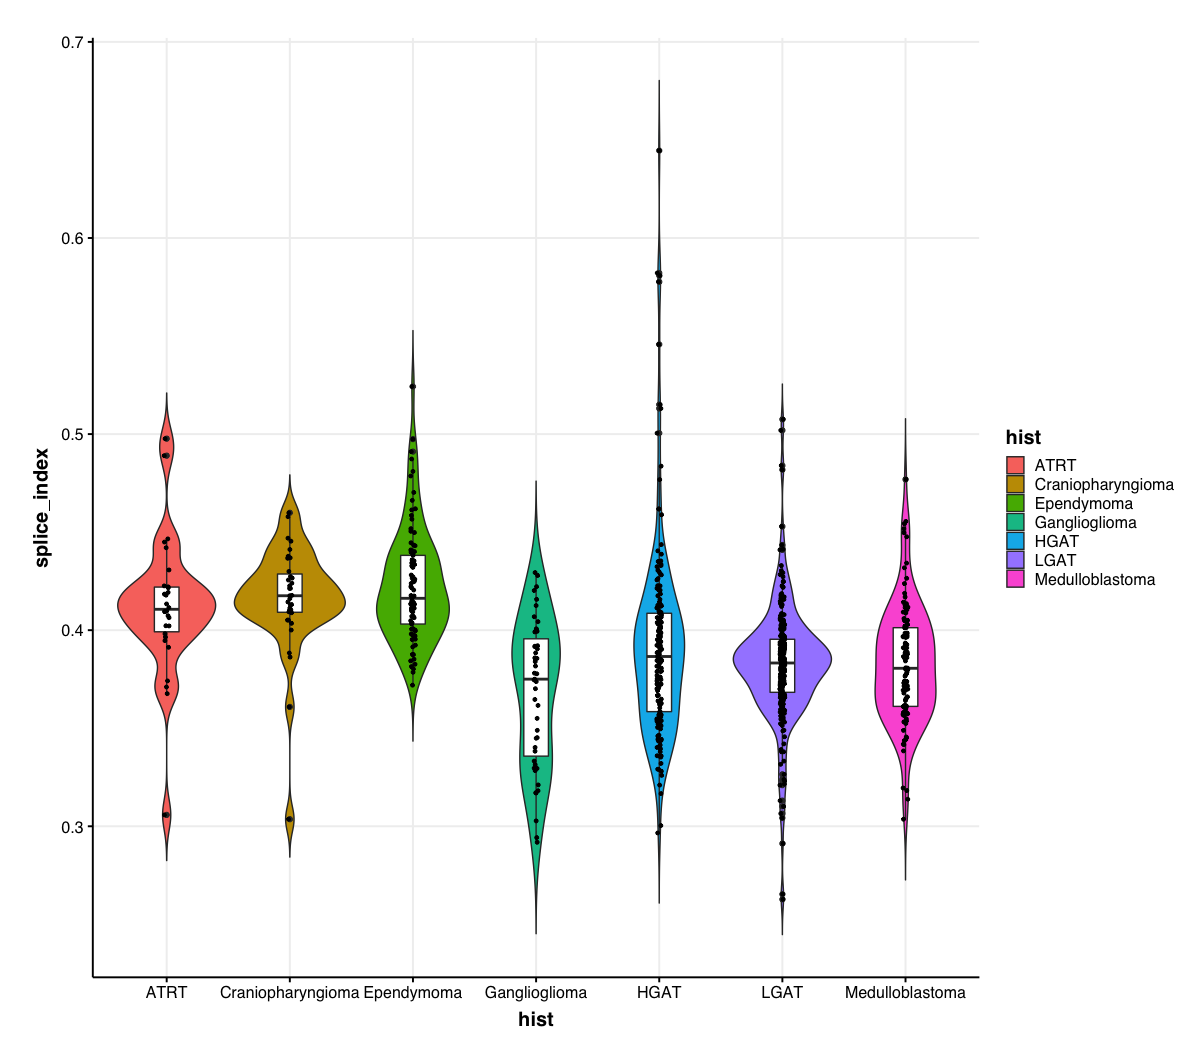 0.7
0.6
0.5
0.4
0.3
splice_index
ATRT Craniopharyngioma Ependymoma Ganglioglioma HGAT LGAT Medulloblastoma
hist
hist
ATRT
Craniopharyngioma
Ependymoma
Ganglioglioma
HGAT
LGAT
Medulloblastoma